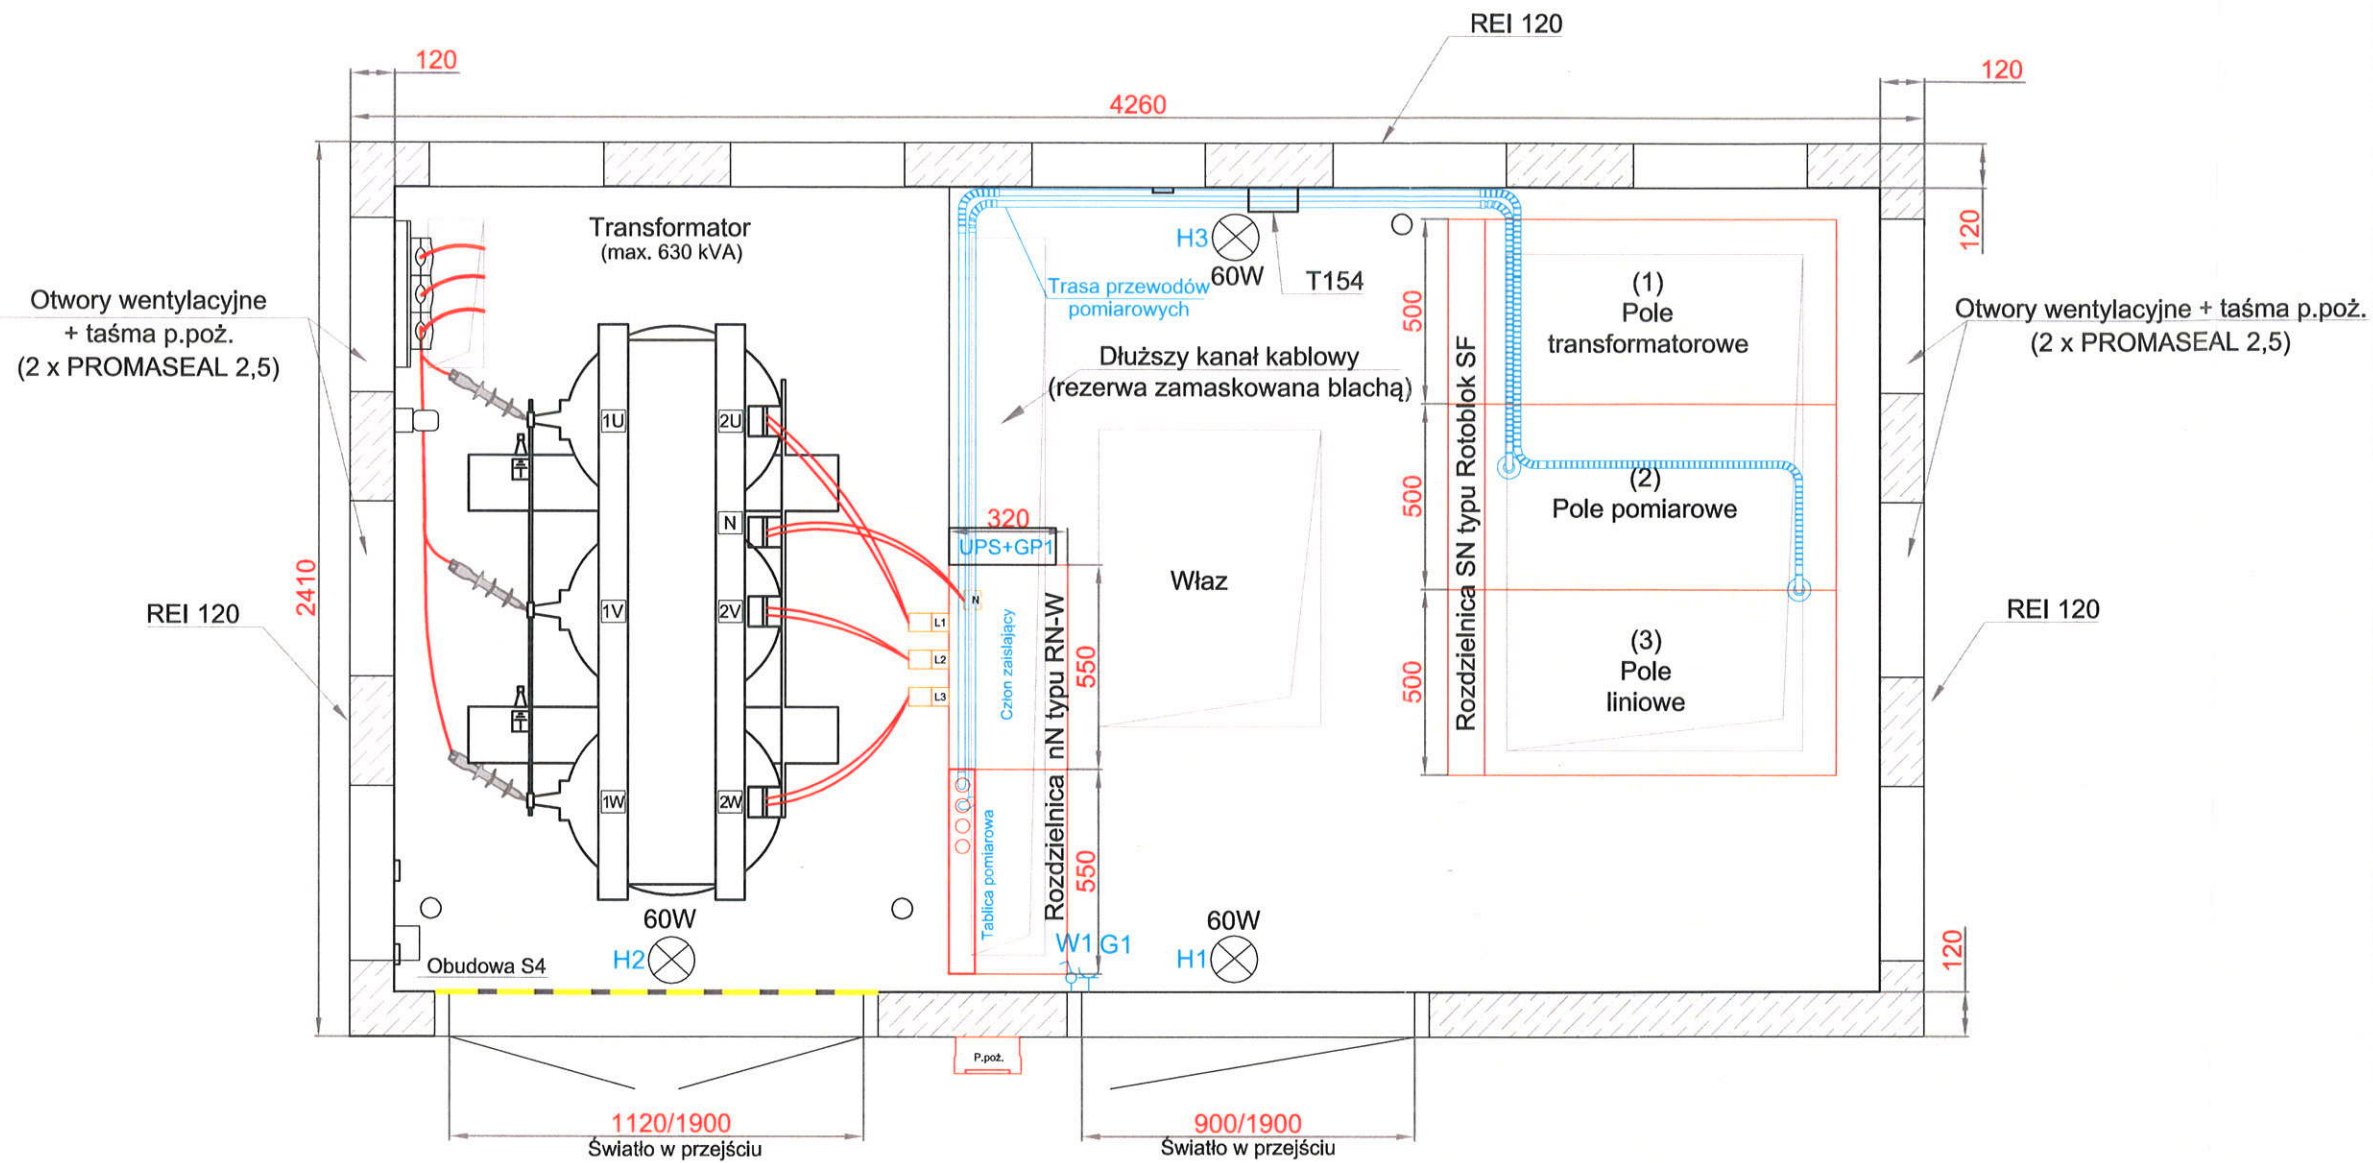 REI 120
120
120
4260
Transformator
(max. 630 kVA)
H3
60W
T154
Trasa przewodów
pomiarowych
120
(1)
Pole
transformatorowe
500
Otwory wentylacyjne
+ taśma p.poż.
(2 x PROMASEAL 2,5)
Otwory wentylacyjne + taśma p.poż.
(2 x PROMASEAL 2,5)
Dłuższy kanał kablowy
(rezerwa zamaskowana blachą)
Rozdzielnica SN typu Rotoblok SF
1U
2U
(2)
Pole pomiarowe
500
N
320
UPS+GP1
2410
REI 120
1V
2V
N
L1
L2
L3
Człon zaislający
Rozdzielnica nN typu RN-W
550
Właz
(3)
Pole
liniowe
500
REI 120
1W
2W
Tablica pomiarowa
550
60W
H2
Obudowa S4
W1
G1
60W
H1
120
P.poż.
1120/1900
Światło w przejściu
900/1900
Światło w przejściu